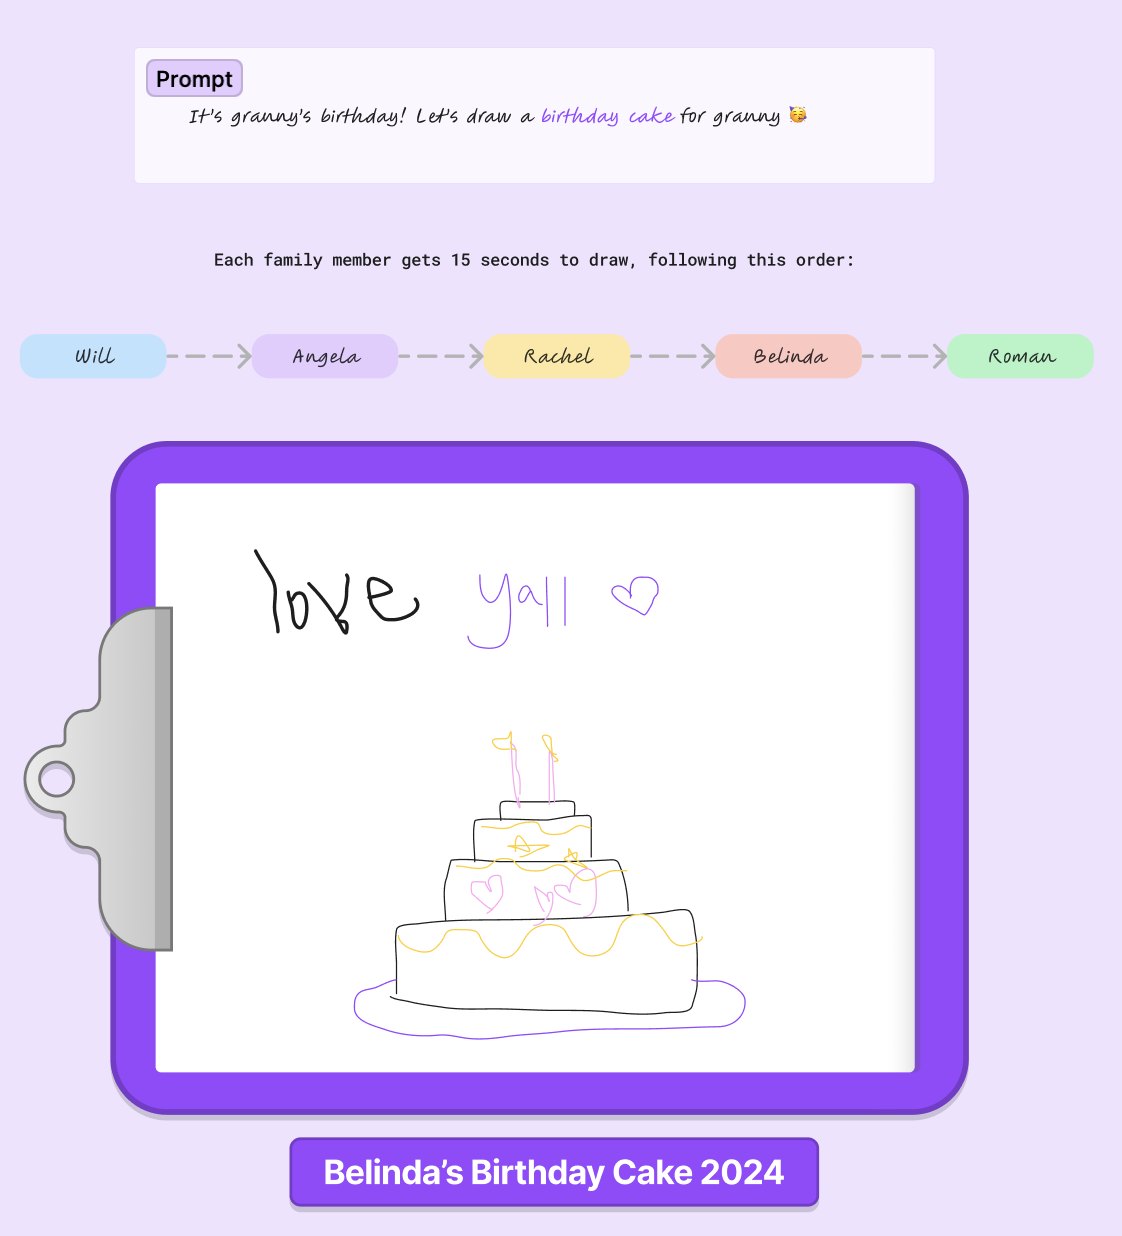 Prompt
It's granny's birthday! Let's draw a birthday cake for granny 🥳
Each family member gets 15 seconds to draw, following this order:
Will
Angela
Rachel
Belinda
Roman
love yall ♡
Belinda's Birthday Cake 2024